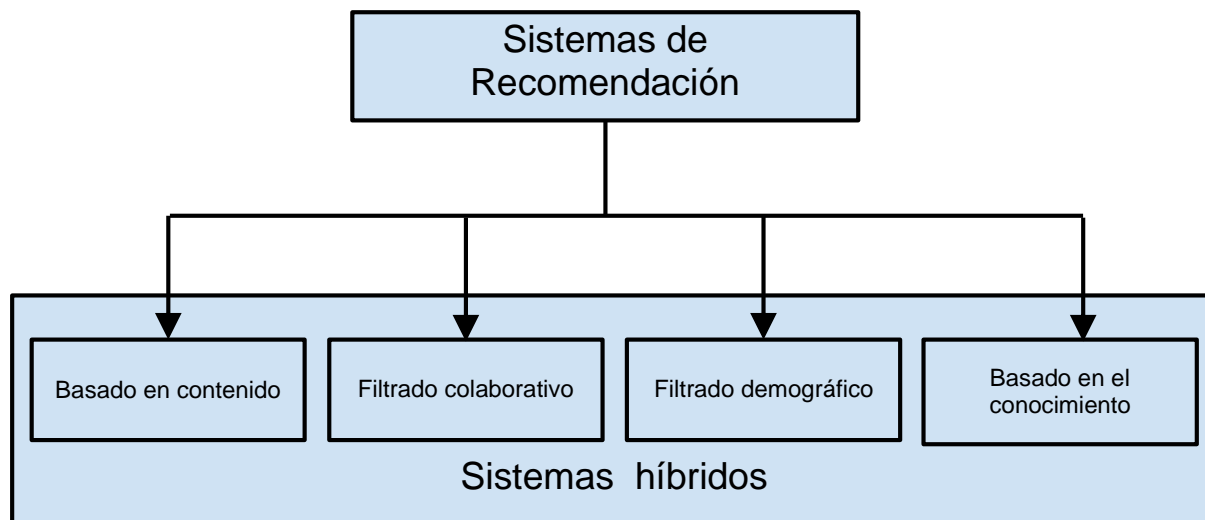 Sistemas de
Recomendación
Basado en contenido
Filtrado colaborativo
Filtrado demográfico
Basado en el
conocimiento
Sistemas híbridos